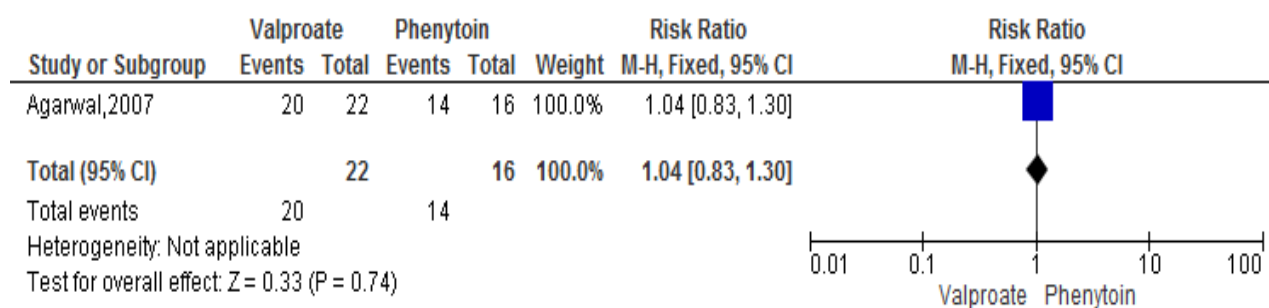 Valproate Phenytoin Risk Ratio Risk Ratio
Study or Subgroup Events Total Events Total Weight M-H, Fixed, 95% CI M-H, Fixed, 95% CI
Agarwal,2007 20 22 14 16 100.0% 1.04 [0.83, 1.30]
Total (95% CI) 22 16 100.0% 1.04 [0.83, 1.30]
Total events 20 14
Heterogeneity: Not applicable
Test for overall effect: Z = 0.33 (P = 0.74)
0.01 0.1 1 10 100
Valproate Phenytoin